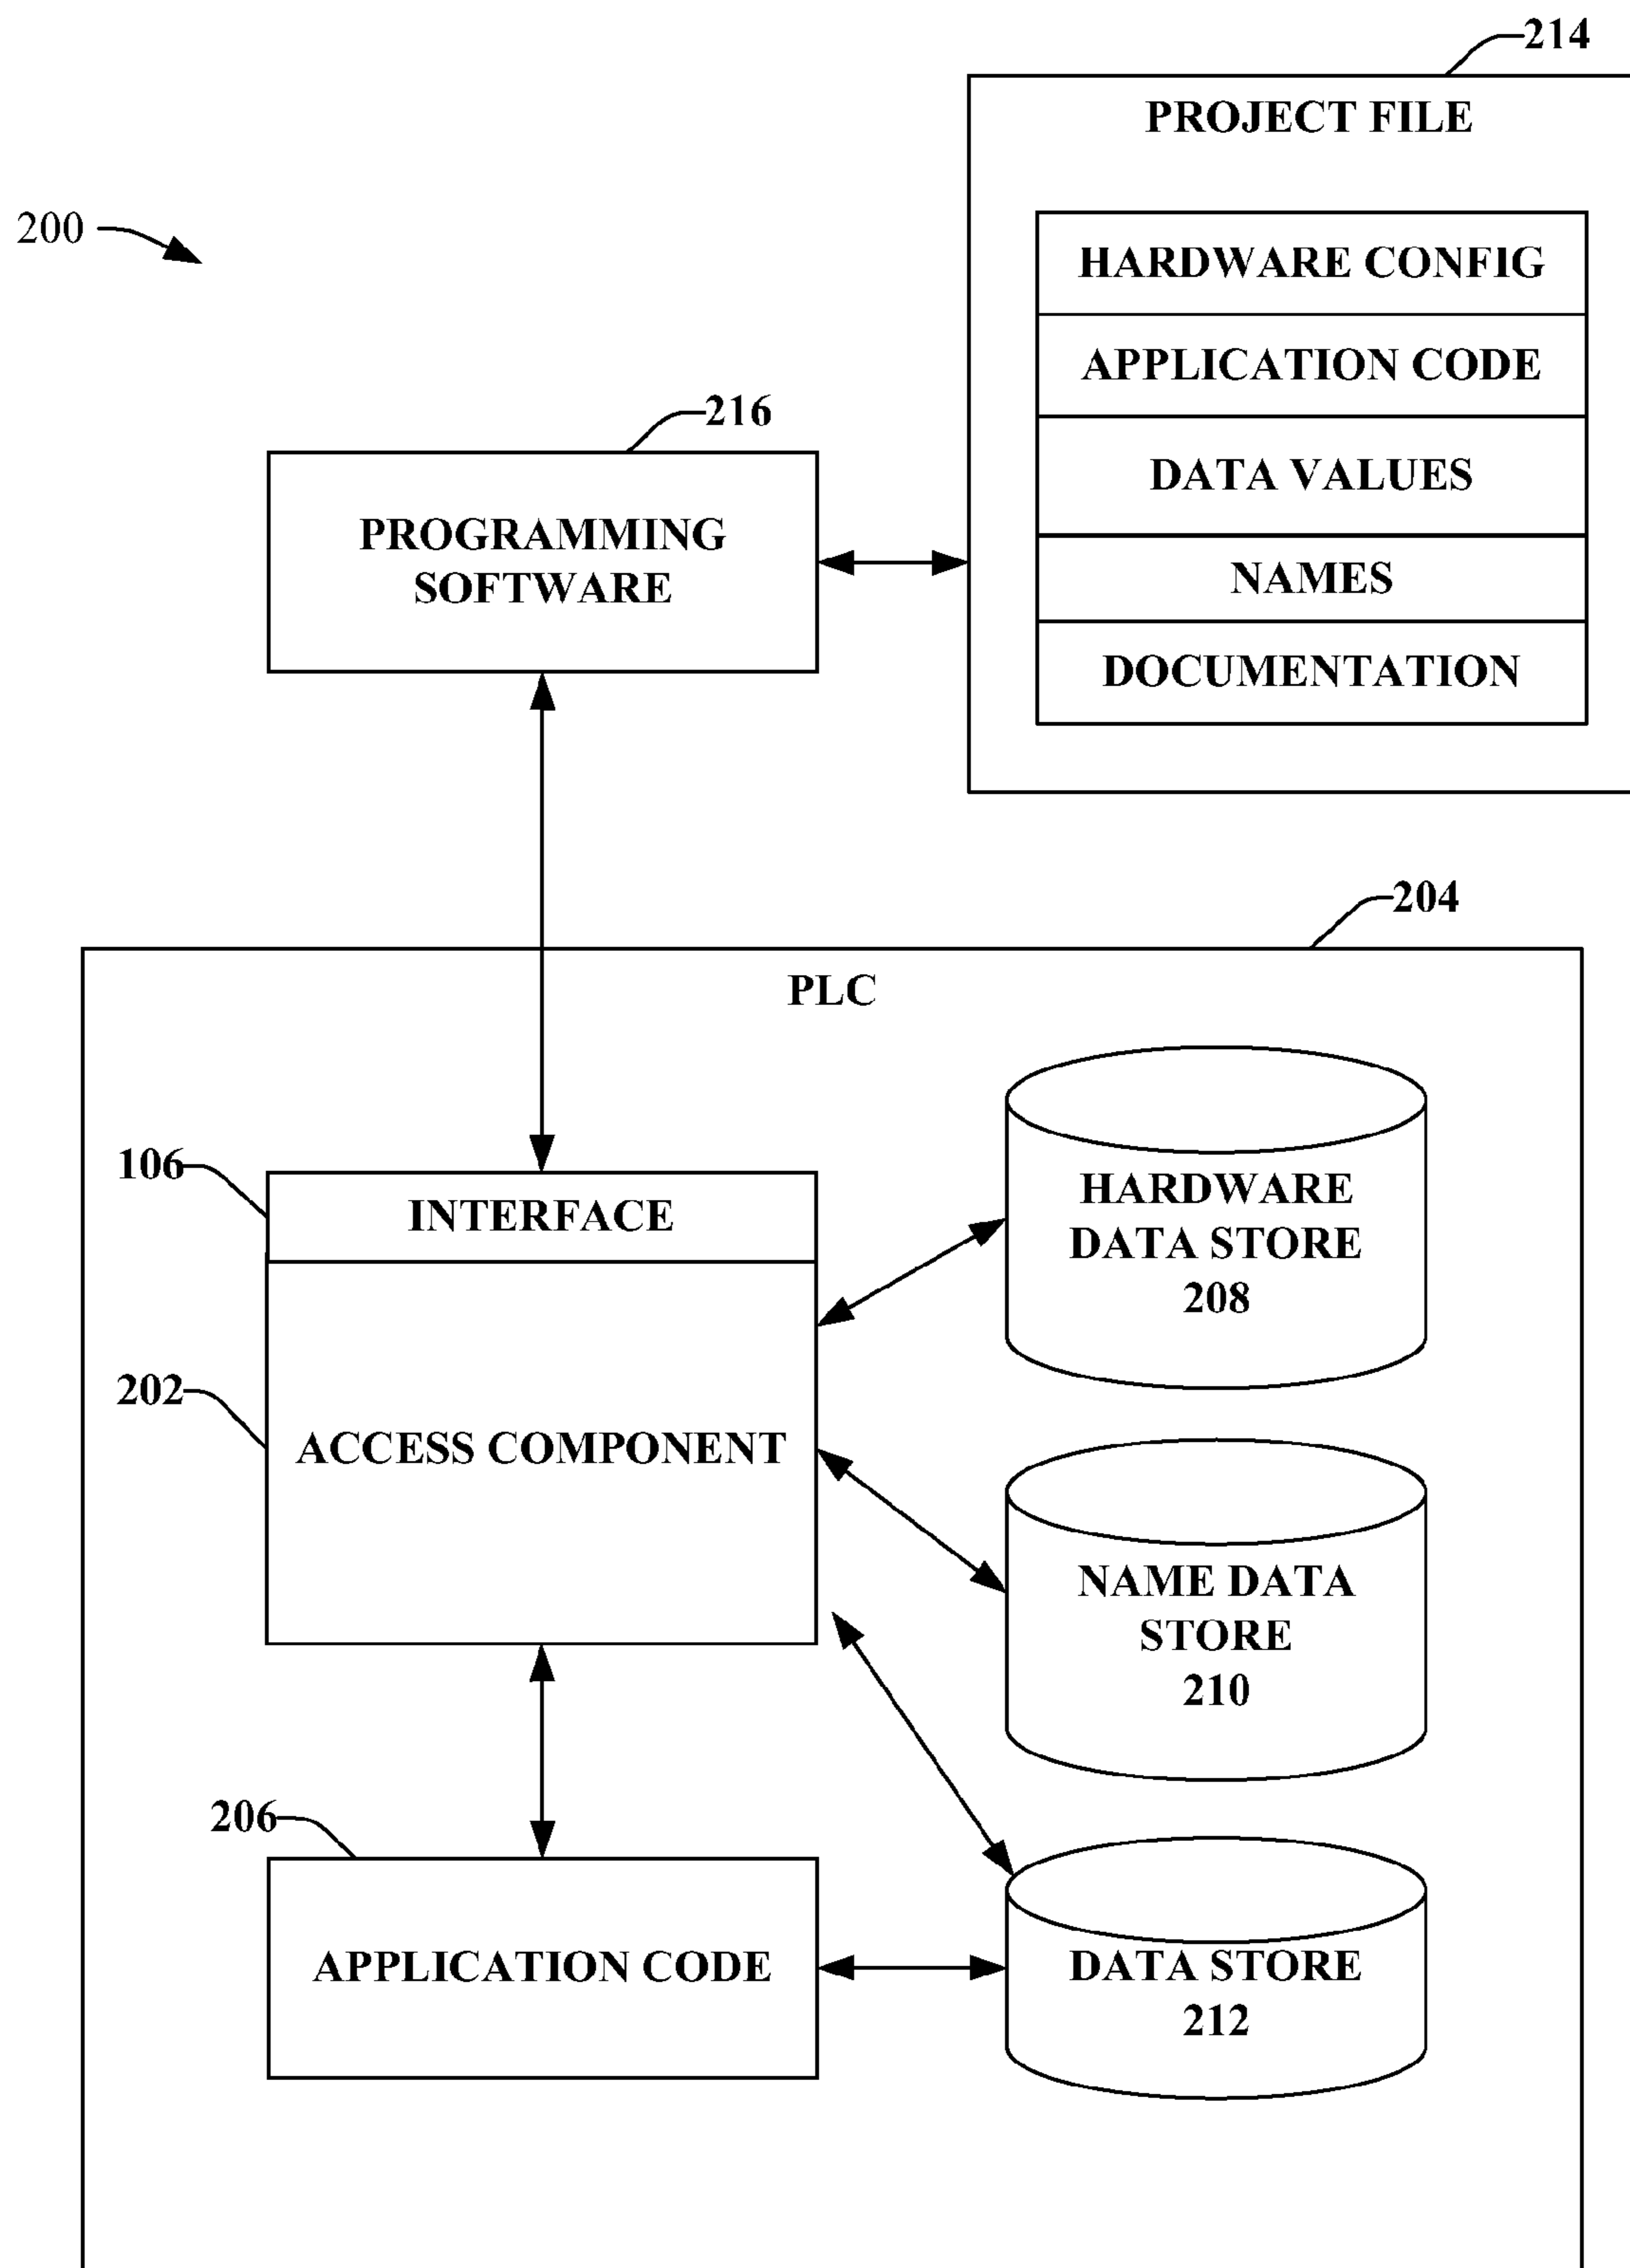 214
PROJECT FILE
200
HARDWARE CONFIG
APPLICATION CODE
DATA VALUES
NAMES
DOCUMENTATION
216
PROGRAMMING
SOFTWARE
204
PLC
106
INTERFACE
HARDWARE
DATA STORE
208
202
ACCESS COMPONENT
NAME DATA
STORE
210
206
APPLICATION CODE
DATA STORE
212